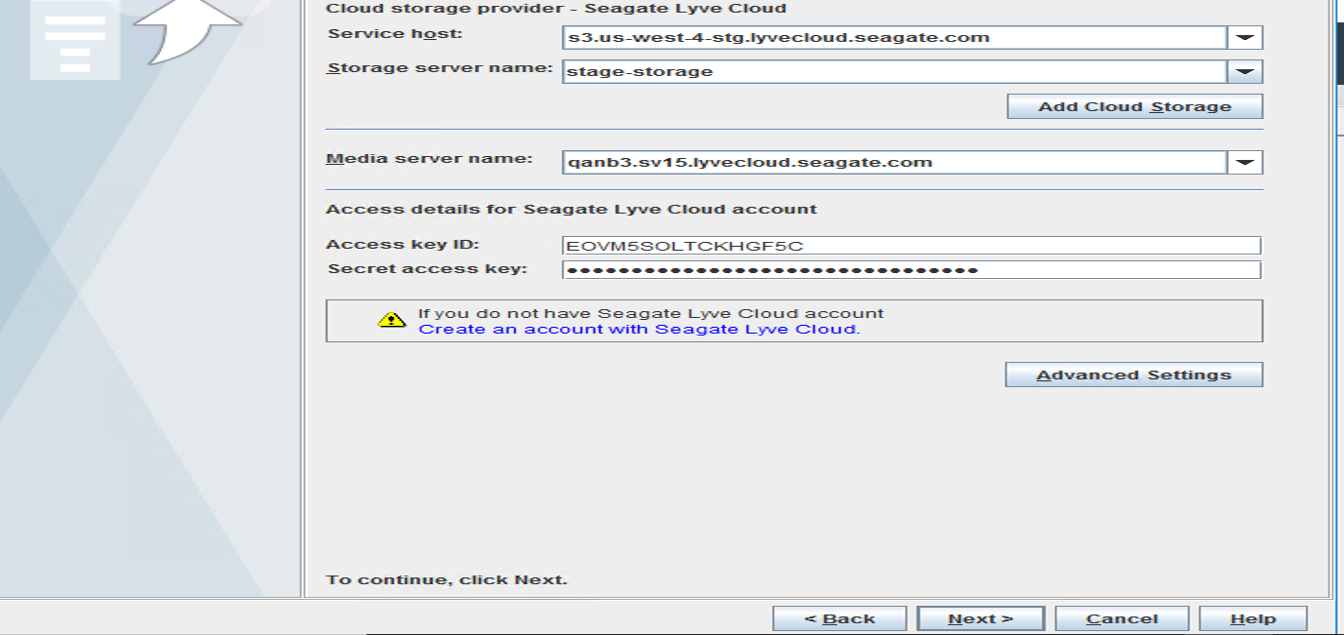 Cloud storage provider - Seagate Lyve Cloud
Service host: s3.us-west-4-stg.lyvecloud.seagate.com
Storage server name: stage-storage
Add Cloud Storage
Media server name: qanb3.sv15.lyvecloud.seagate.com
Access details for Seagate Lyve Cloud account
Access key ID: EOVM5SOLTCKHGF5C
Secret access key: ••••••••••••••••••••••••••••••••
If you do not have Seagate Lyve Cloud account
Create an account with Seagate Lyve Cloud.
Advanced Settings
To continue, click Next.
< Back Next > Cancel Help